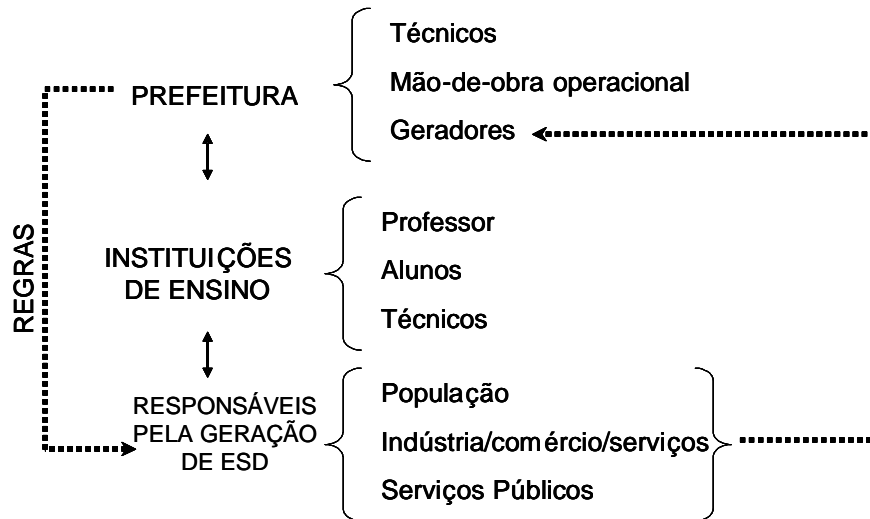 PREFEITURA
Técnicos
Mão-de-obra operacional
Geradores
REGRAS
INSTITUIÇÕES
DE ENSINO
Professor
Alunos
Técnicos
RESPONSÁVEIS
PELA GERAÇÃO
DE ESD
População
Indústria/comércio/serviços
Serviços Públicos